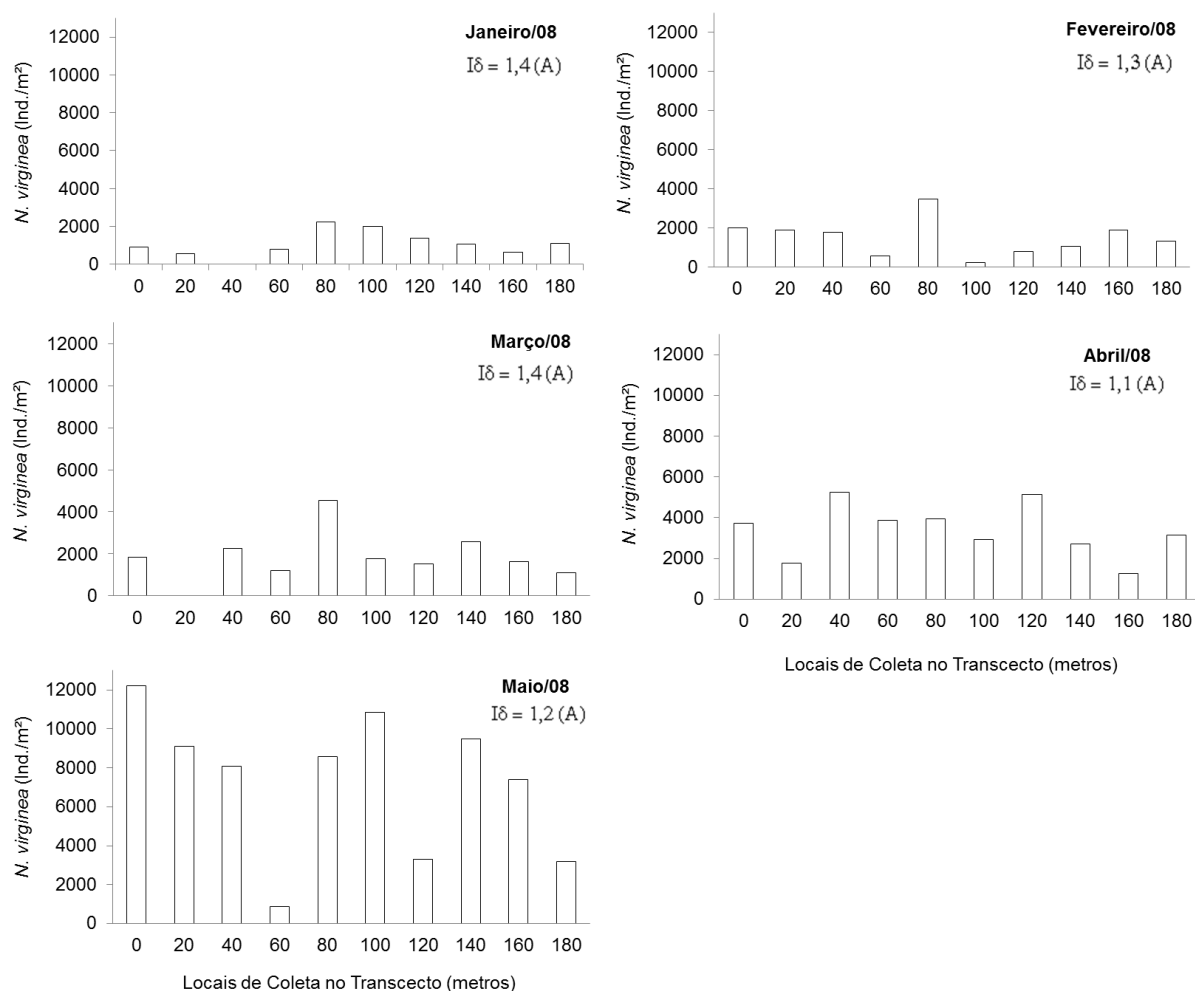 Janeiro/08
Iδ = 1,4 (A)
N. virginea (Ind./m²)
12000
10000
8000
6000
4000
2000
0
0 20 40 60 80 100 120 140 160 180
Fevereiro/08
Iδ = 1,3 (A)
N. virginea (Ind./m²)
12000
10000
8000
6000
4000
2000
0
0 20 40 60 80 100 120 140 160 180
Março/08
Iδ = 1,4 (A)
N. virginea (Ind./m²)
12000
10000
8000
6000
4000
2000
0
0 20 40 60 80 100 120 140 160 180
Abril/08
Iδ = 1,1 (A)
N. virginea (Ind./m²)
12000
10000
8000
6000
4000
2000
0
0 20 40 60 80 100 120 140 160 180
Locais de Coleta no Transcecto (metros)
Maio/08
Iδ = 1,2 (A)
N. virginea (Ind./m²)
12000
10000
8000
6000
4000
2000
0
0 20 40 60 80 100 120 140 160 180
Locais de Coleta no Transcecto (metros)